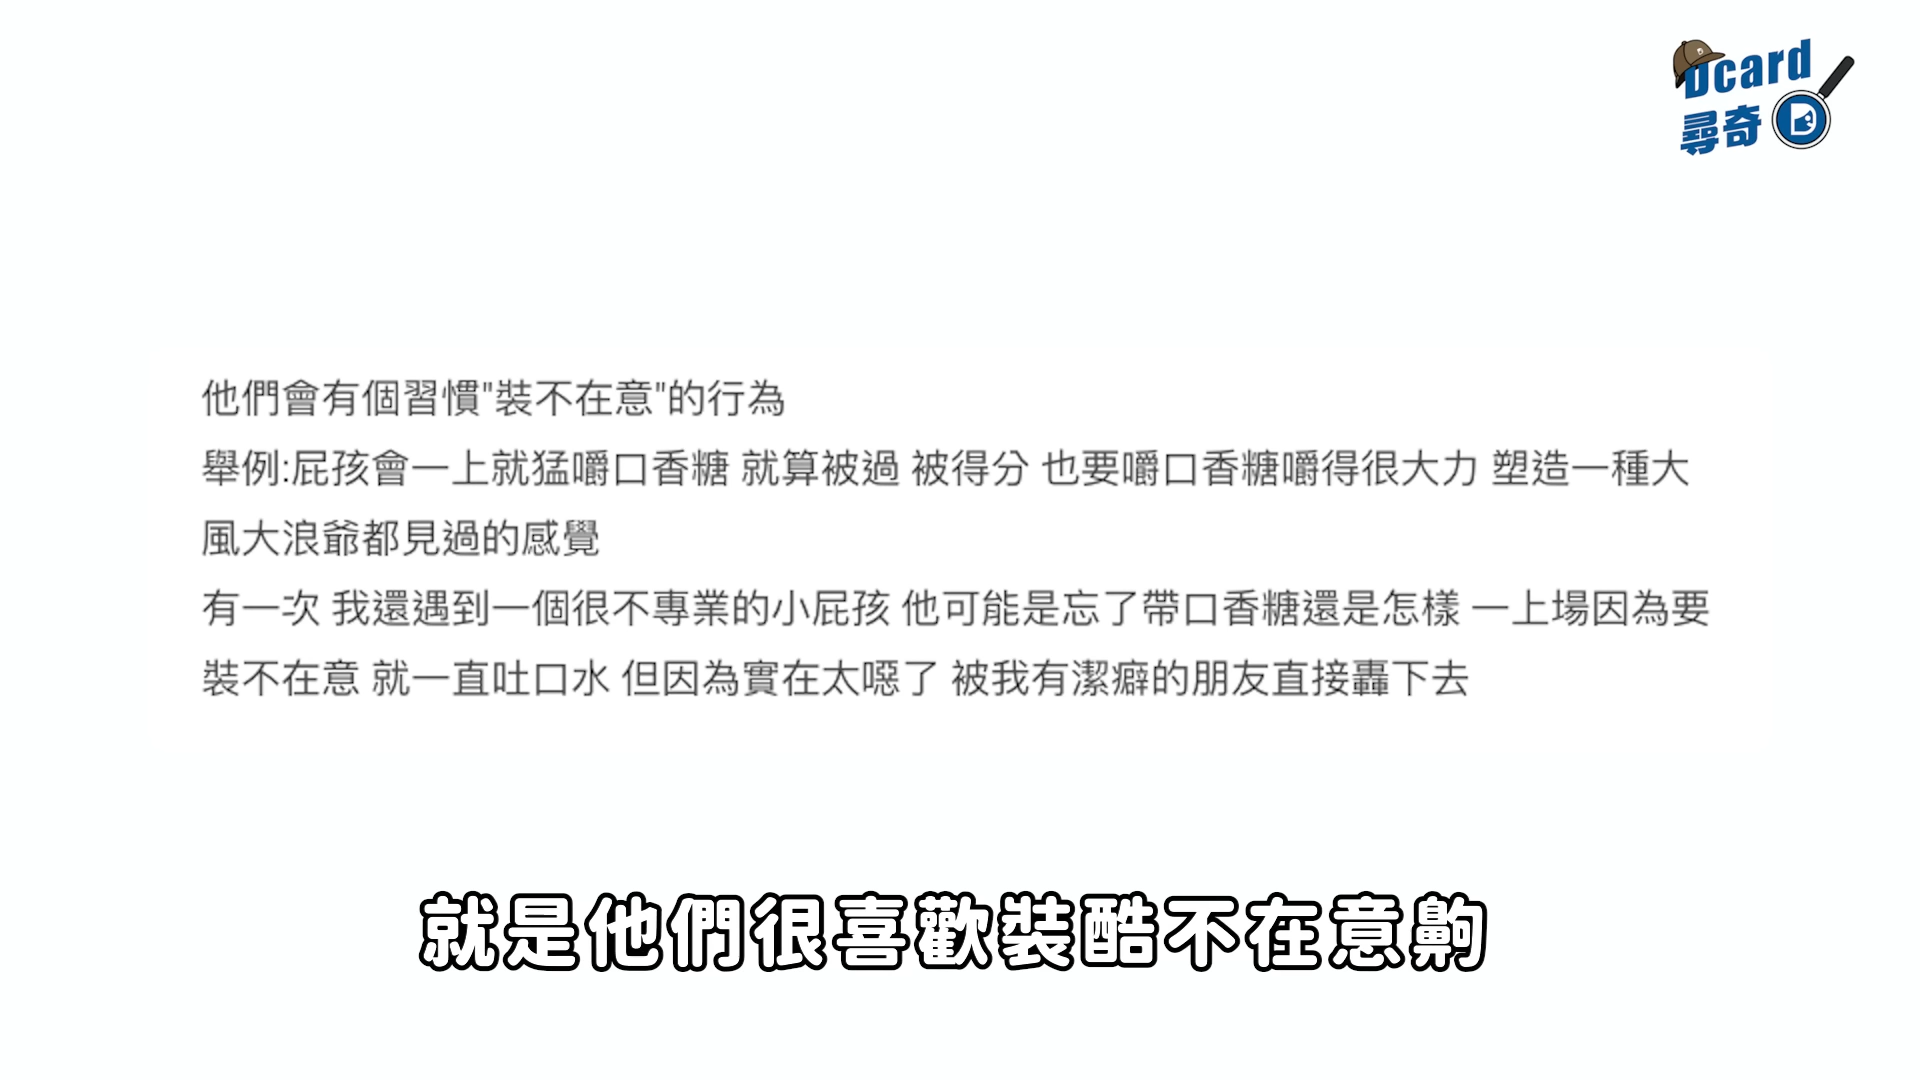 Dcard
尋奇
他們會有個習慣"裝不在意"的行為
舉例:屁孩會一上就猛嚼口香糖 就算被過 被得分 也要嚼口香糖嚼得很大力 塑造一種大
風大浪爺都見過的感覺
有一次 我還遇到一個很不專業的小屁孩 他可能是忘了帶口香糖還是怎樣 一上場因為要
裝不在意 就一直吐口水 但因為實在太噁了 被我有潔癖的朋友直接轟下去
就是他們很喜歡裝酷不在意齁